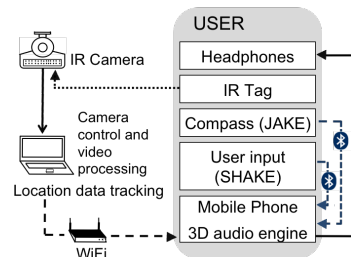 USER
Headphones
IR Camera
IR Tag
Compass (JAKE)
Camera
control and
video
processing
User input
(SHAKE)
Location data tracking
Mobile Phone
3D audio engine
WiFi